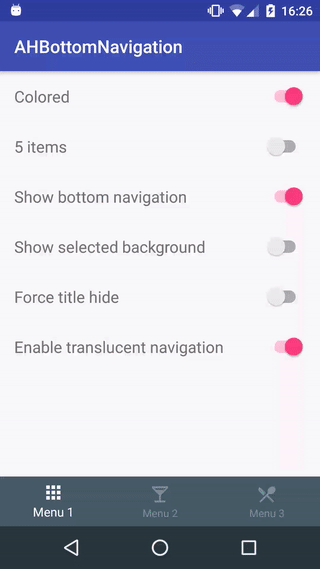 16:26
AHBottomNavigation
Colored
5 items
Show bottom navigation
Show selected background
Force title hide
Enable translucent navigation
Menu 1
Menu 2
Menu 3